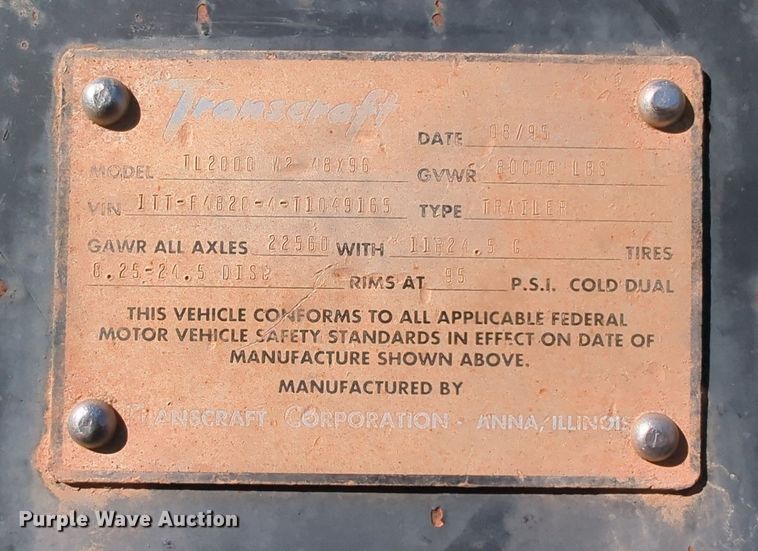 Transcraft
DATE 08/95
MODEL TL2000 W2 48X96 GVWR 80000 LBS
VIN 1TT-F4820-4-T1049165 TYPE TRAILER
GAWR ALL AXLES 22560 WITH 11R24.5 G TIRES
8.25-24.5 DISC RIMS AT 95 P.S.I. COLD DUAL
THIS VEHICLE CONFORMS TO ALL APPLICABLE FEDERAL
MOTOR VEHICLE SAFETY STANDARDS IN EFFECT ON DATE OF
MANUFACTURE SHOWN ABOVE.
MANUFACTURED BY
TRANSCRAFT CORPORATION - ANNA, ILLINOIS
Purple Wave Auction